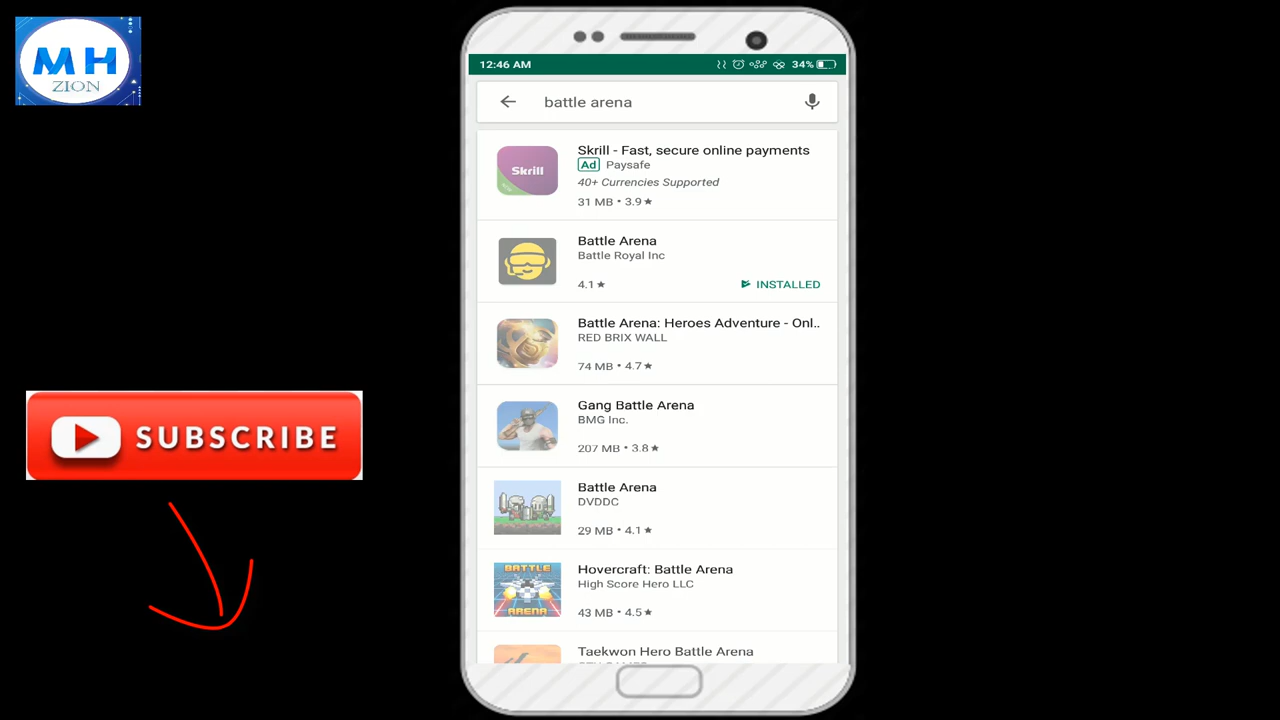 MH
ZION
12:46 AM
34%
battle arena
Skrill
Skrill - Fast, secure online payments
Ad Paysafe
40+ Currencies Supported
31 MB • 3.9★
Battle Arena
Battle Royal Inc
4.1★
INSTALLED
Battle Arena: Heroes Adventure - Onl..
RED BRIX WALL
74 MB • 4.7★
Gang Battle Arena
BMG Inc.
207 MB • 3.8★
SUBSCRIBE
Battle Arena
DVDDC
29 MB • 4.1★
BATTLE
ARENA
Hovercraft: Battle Arena
High Score Hero LLC
43 MB • 4.5★
Taekwon Hero Battle Arena